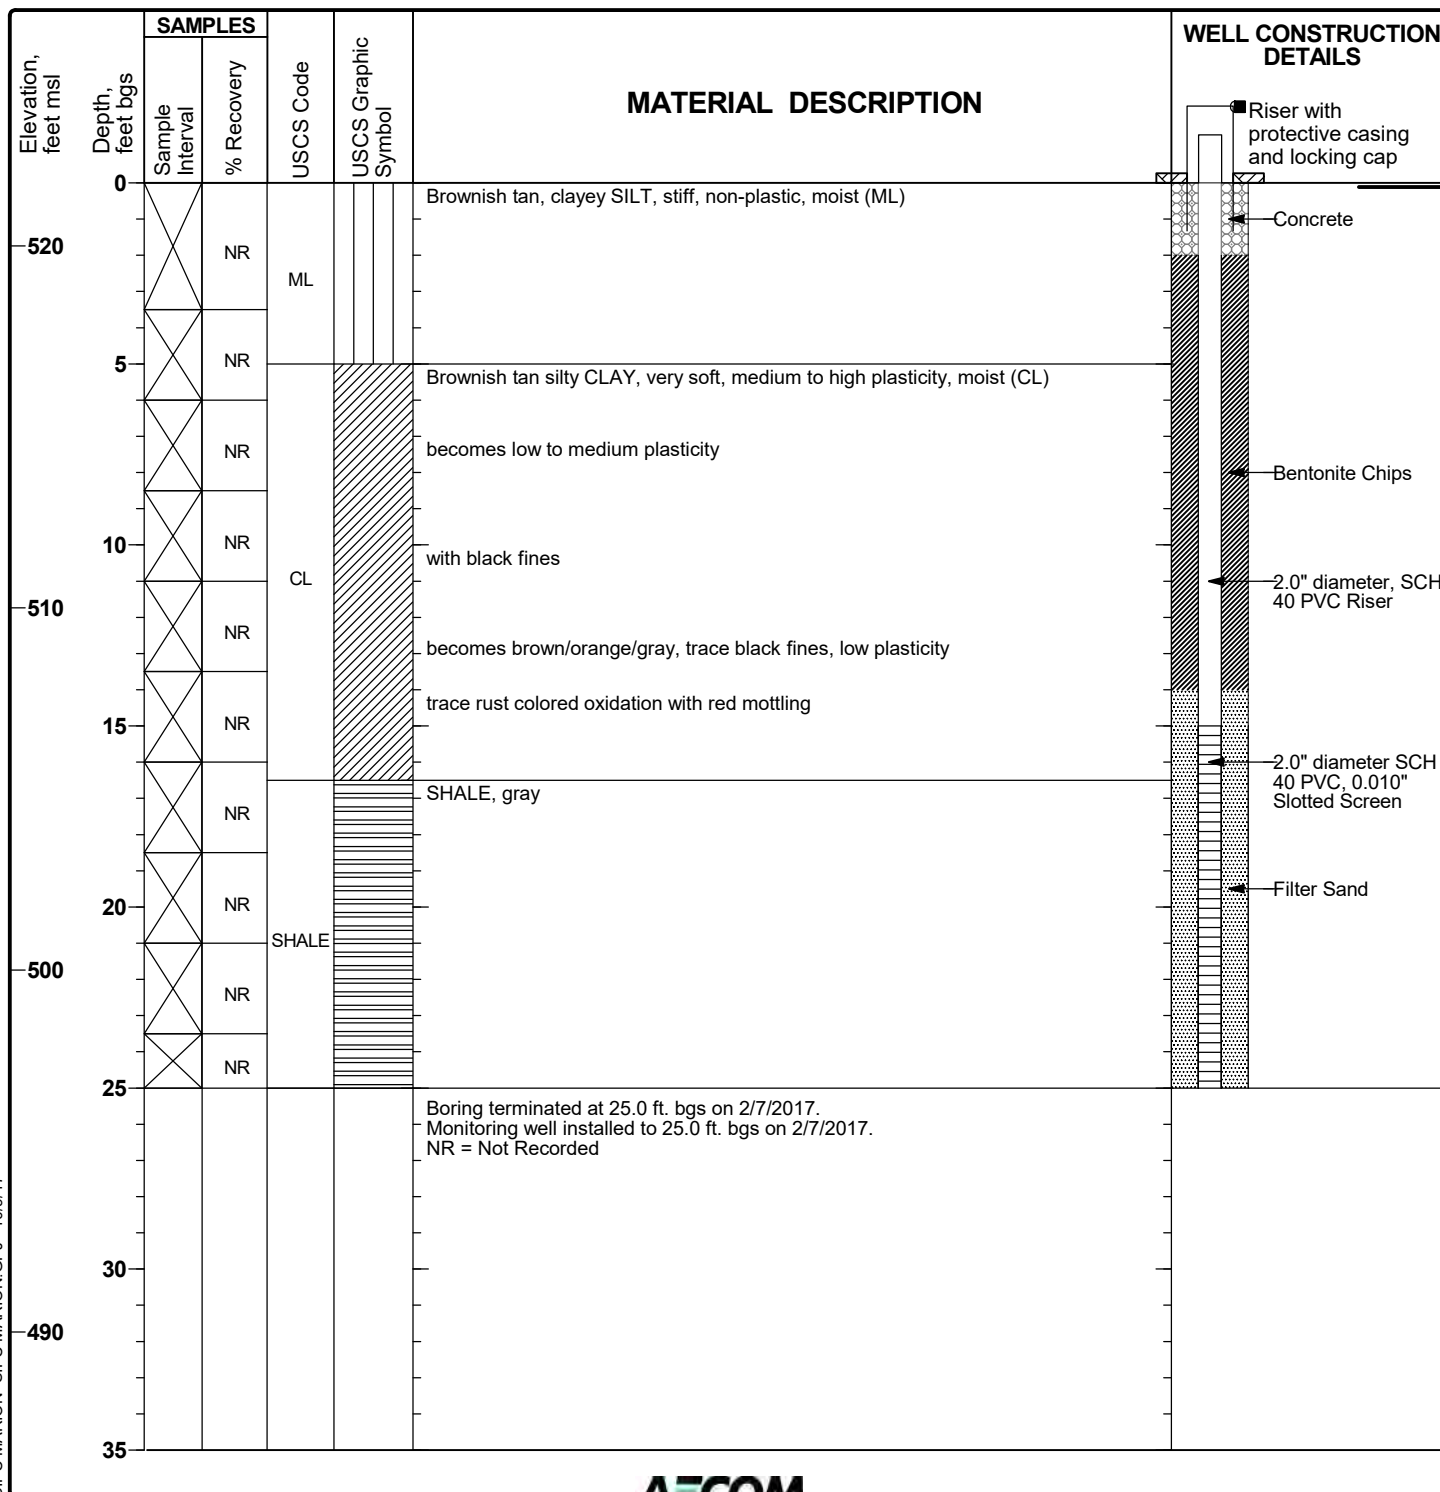 SAMPLES
Elevation,
feet msl
Depth,
feet bgs
Sample
Interval
% Recovery
USCS Code
USCS Graphic
Symbol
MATERIAL DESCRIPTION
WELL CONSTRUCTION
DETAILS
Riser with
protective casing
and locking cap
0
Brownish tan, clayey SILT, stiff, non-plastic, moist (ML)
Concrete
520
NR
ML
NR
5
Brownish tan silty CLAY, very soft, medium to high plasticity, moist (CL)
NR
becomes low to medium plasticity
Bentonite Chips
10
NR
with black fines
CL
2.0" diameter, SCH
40 PVC Riser
510
NR
becomes brown/orange/gray, trace black fines, low plasticity
trace rust colored oxidation with red mottling
NR
15
2.0" diameter SCH
40 PVC, 0.010"
Slotted Screen
SHALE, gray
NR
Filter Sand
NR
20
SHALE
500
NR
NR
25
Boring terminated at 25.0 ft. bgs on 2/7/2017.
Monitoring well installed to 25.0 ft. bgs on 2/7/2017.
NR = Not Recorded
30
490
35
AECOM